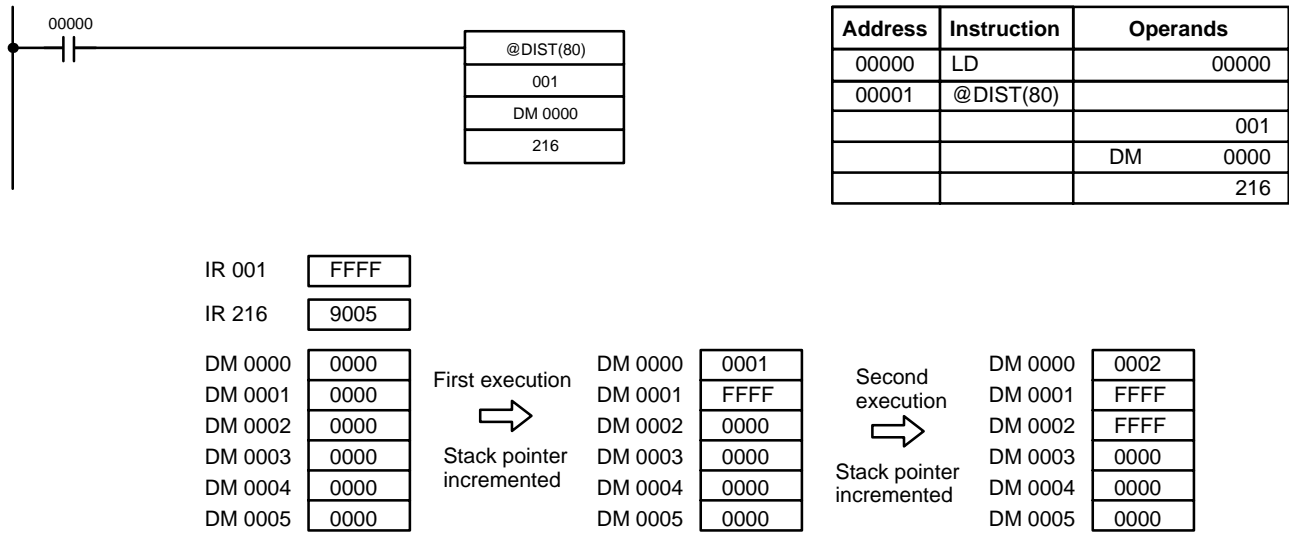 00000
@DIST(80)
001
DM 0000
216
Address Instruction Operands
00000 LD 00000
00001 @DIST(80)
001
DM 0000
216
IR 001 FFFF
IR 216 9005
DM 0000 0000
DM 0001 0000
DM 0002 0000
DM 0003 0000
DM 0004 0000
DM 0005 0000
First execution
Stack pointer
incremented
DM 0000 0001
DM 0001 FFFF
DM 0002 0000
DM 0003 0000
DM 0004 0000
DM 0005 0000
Second
execution
Stack pointer
incremented
DM 0000 0002
DM 0001 FFFF
DM 0002 FFFF
DM 0003 0000
DM 0004 0000
DM 0005 0000